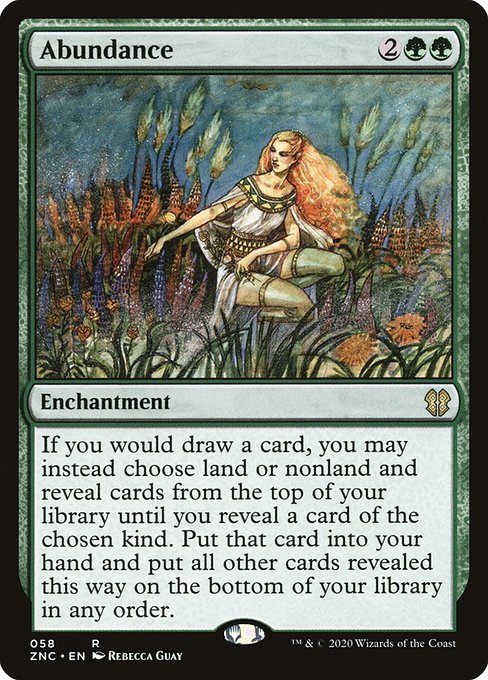 Abundance 2
Enchantment
If you would draw a card, you may
instead choose land or nonland and
reveal cards from the top of your
library until you reveal a card of the
chosen kind. Put that card into your
hand and put all other cards revealed
this way on the bottom of your library
in any order.
058 R
ZNC • EN REBECCA GUAY
™ & © 2020 Wizards of the Coast